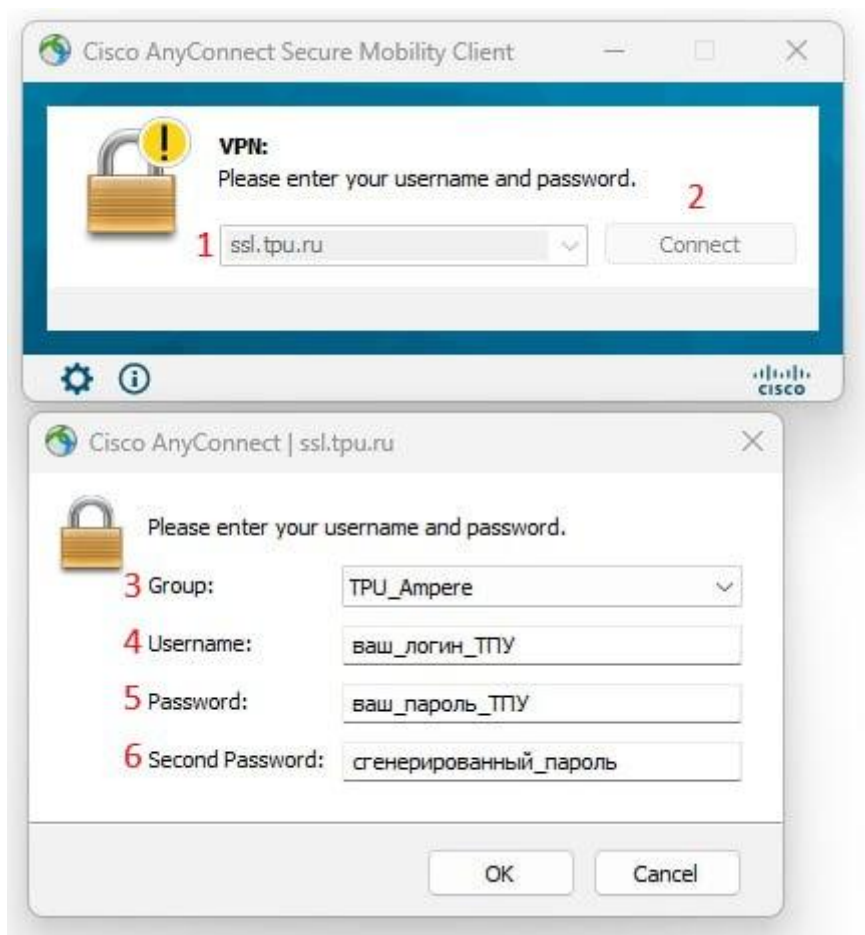 Cisco AnyConnect Secure Mobility Client
VPN:
Please enter your username and password.
2
1 ssl.tpu.ru Connect
cisco
Cisco AnyConnect | ssl.tpu.ru
Please enter your username and password.
3 Group: TPU_Ampere
4 Username: ваш_логин_ТПУ
5 Password: ваш_пароль_ТПУ
6 Second Password: сгенерированный_пароль
OK Cancel